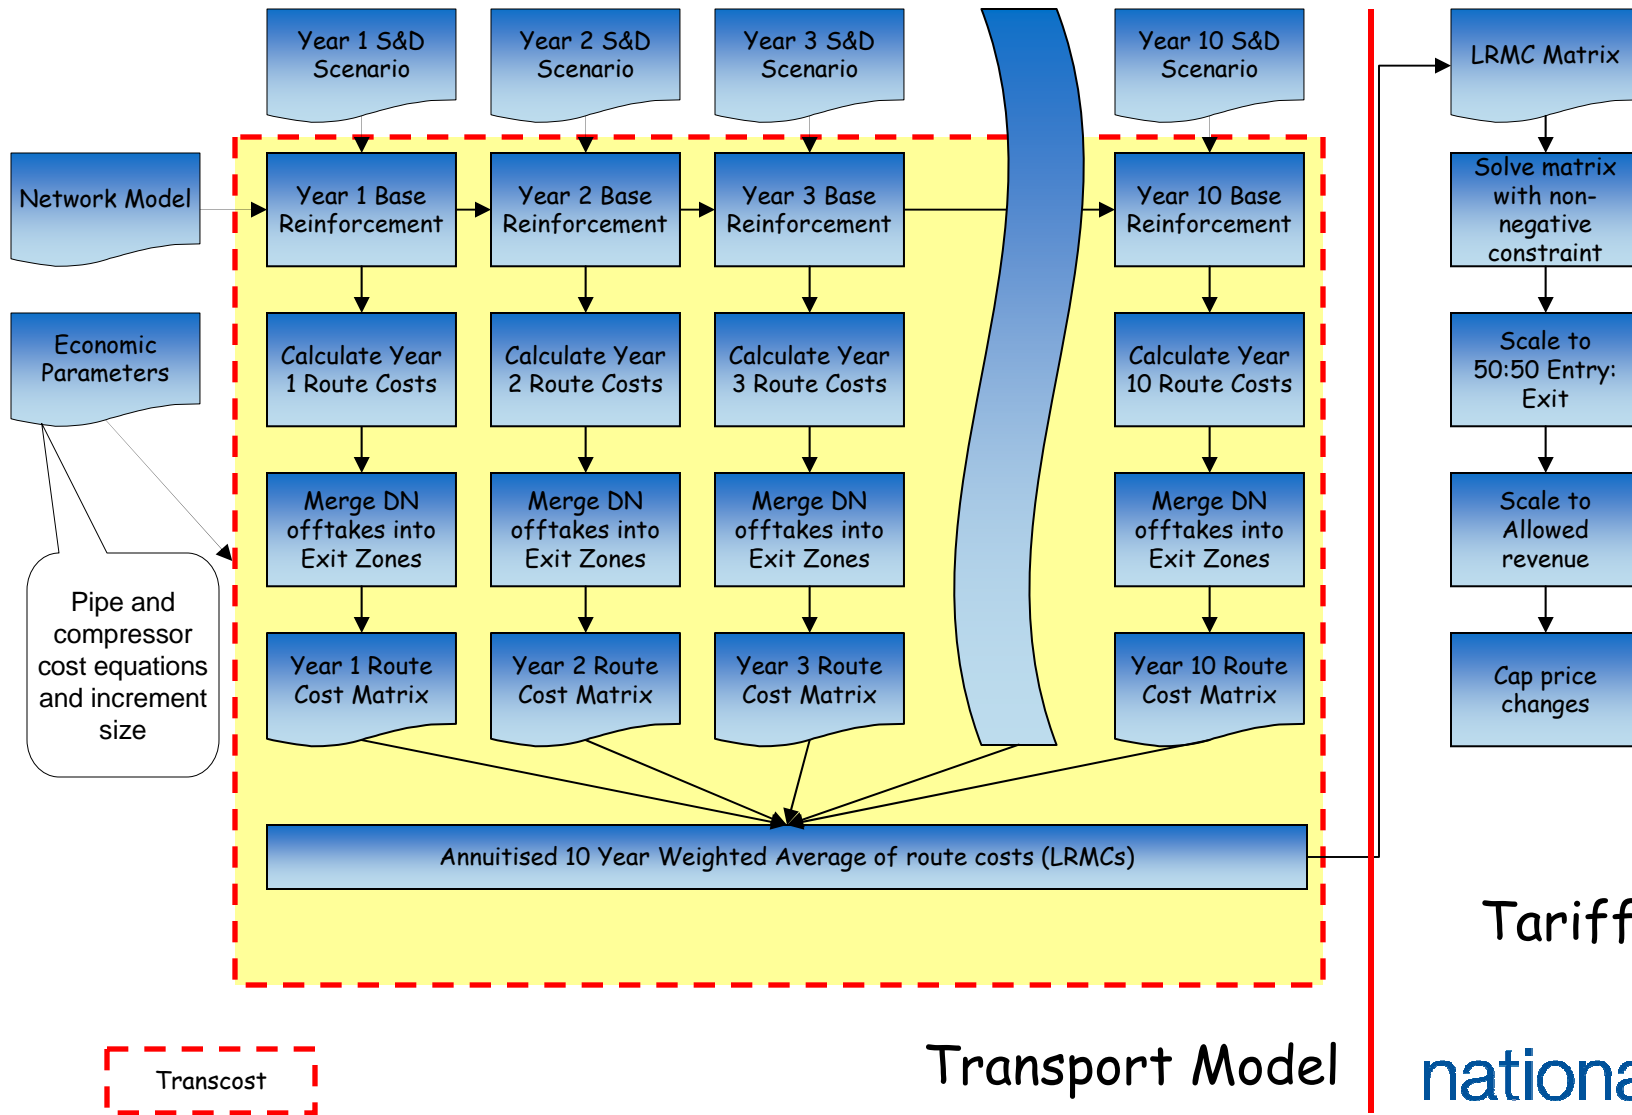 Year 1 S&D
Scenario
Year 2 S&D
Scenario
Year 3 S&D
Scenario
Year 10 S&D
Scenario
LRMC Matrix
Network Model
Year 1 Base
Reinforcement
Year 2 Base
Reinforcement
Year 3 Base
Reinforcement
Year 10 Base
Reinforcement
Solve matrix
with non-
negative
constraint
Economic
Parameters
Calculate Year
1 Route Costs
Calculate Year
2 Route Costs
Calculate Year
3 Route Costs
Calculate Year
10 Route Costs
Scale to
50:50 Entry:
Exit
Merge DN
offtakes into
Exit Zones
Merge DN
offtakes into
Exit Zones
Merge DN
offtakes into
Exit Zones
Merge DN
offtakes into
Exit Zones
Scale to
Allowed
revenue
Pipe and
compressor
cost equations
and increment
size
Year 1 Route
Cost Matrix
Year 2 Route
Cost Matrix
Year 3 Route
Cost Matrix
Year 10 Route
Cost Matrix
Cap price
changes
Annuitised 10 Year Weighted Average of route costs (LRMCs)
Tariff
Transport Model
Transcost
nationa